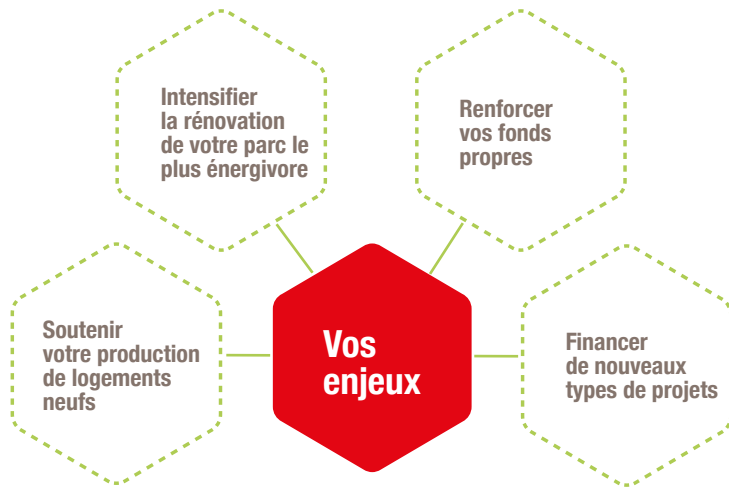 Intensifier
la rénovation
de votre parc le
plus énergivore
Renforcer
vos fonds
propres
Soutenir
votre production
de logements
neufs
Vos
enjeux
Financer
de nouveaux
types de projets